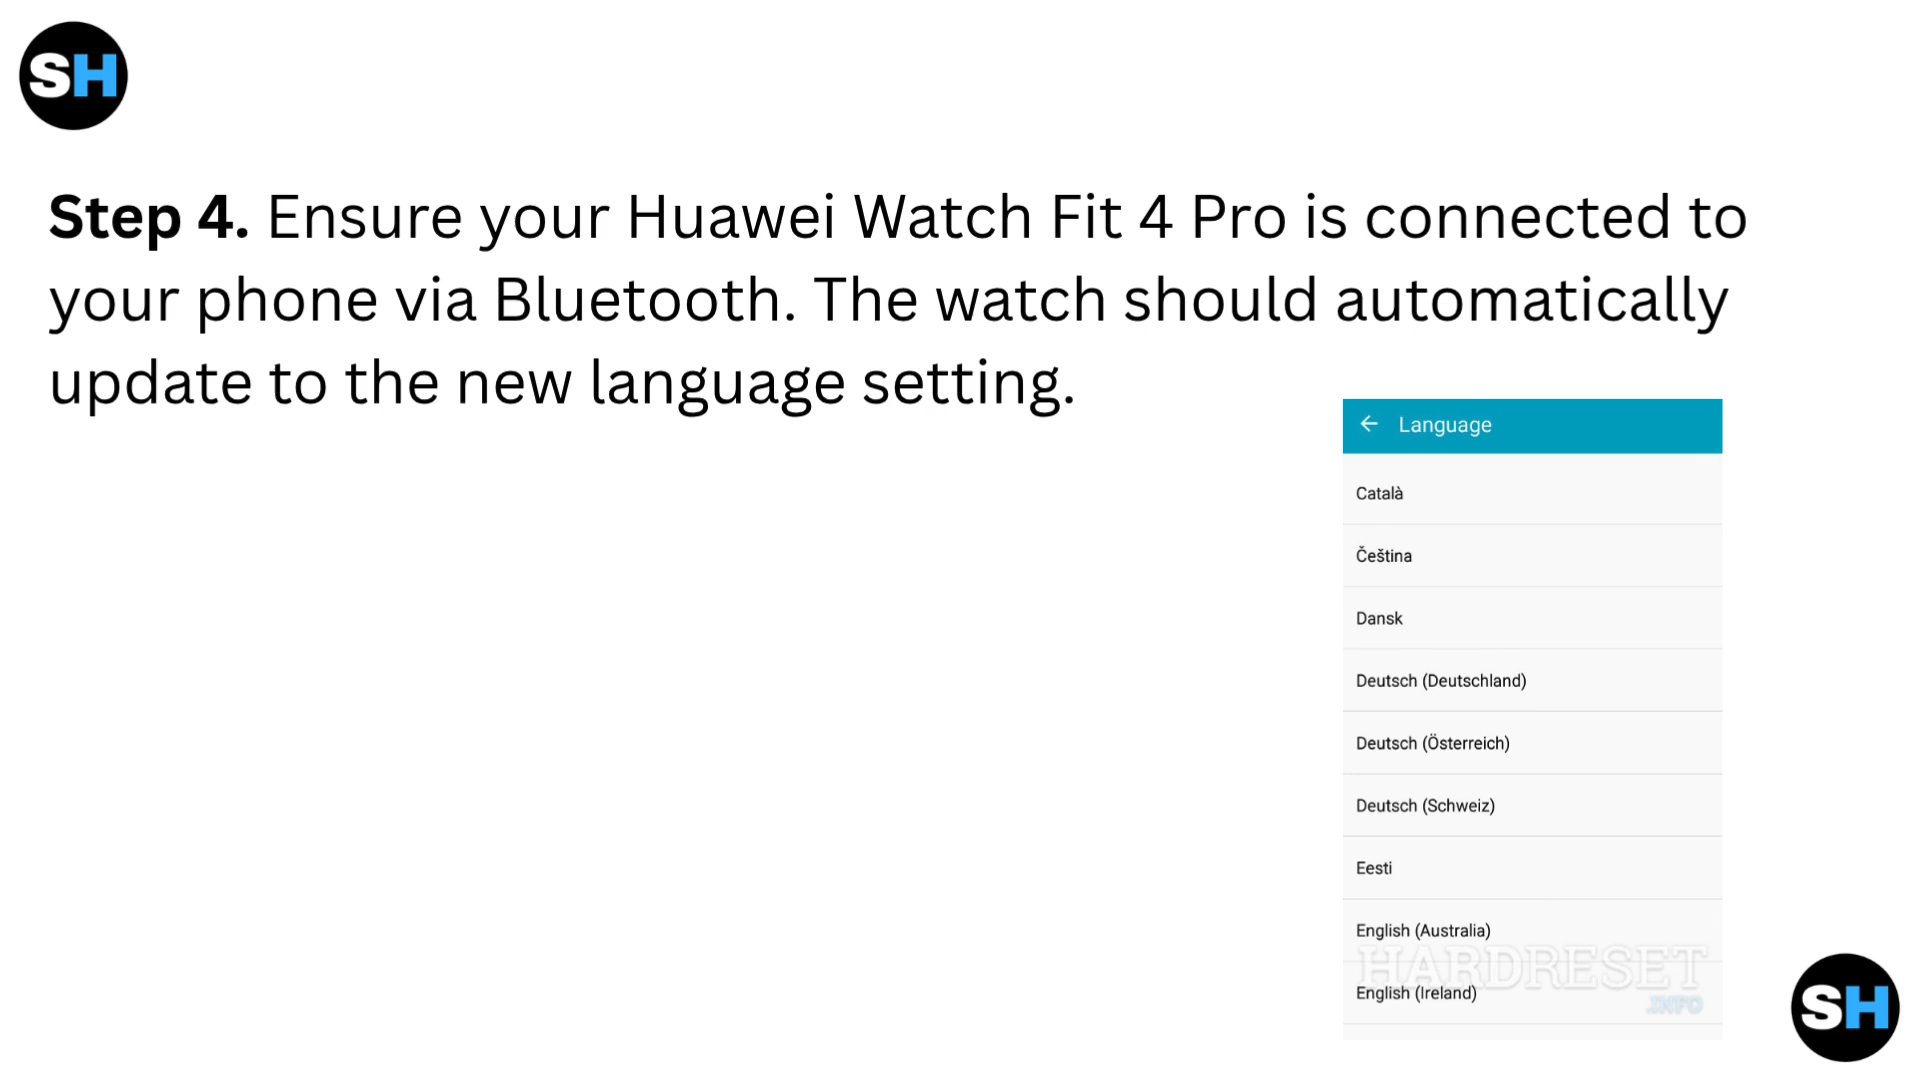 SH
Step 4. Ensure your Huawei Watch Fit 4 Pro is connected to
your phone via Bluetooth. The watch should automatically
update to the new language setting.
← Language
Català
Čeština
Dansk
Deutsch (Deutschland)
Deutsch (Österreich)
Deutsch (Schweiz)
Eesti
English (Australia)
HARDRESET
English (Ireland)
.INFO
SH